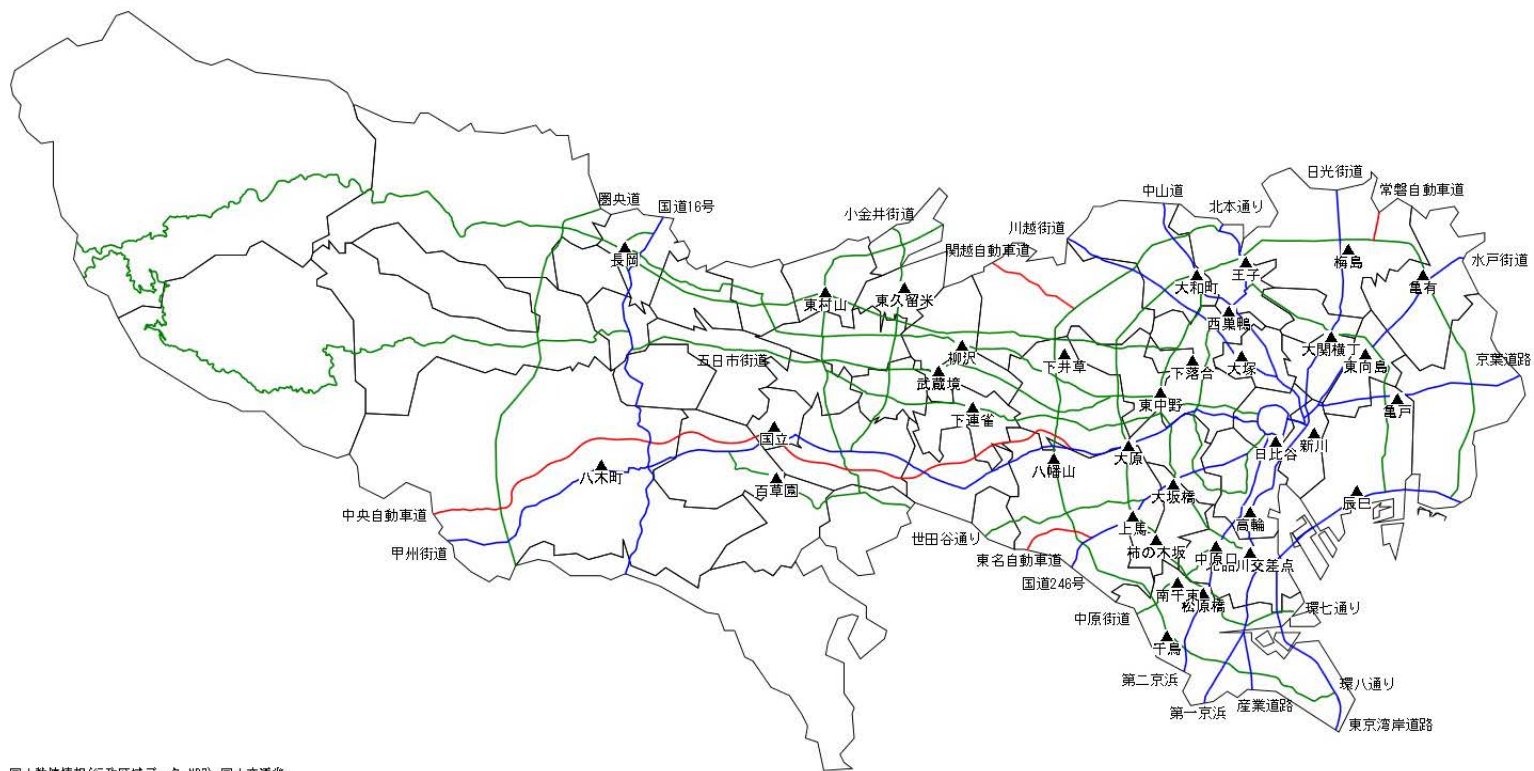 日光街道
中山道
常磐自動車道
圏央道
国道16号
北本通り
小金井街道
川越街道
関越自動車道
長岡
梅島
水戸街道
王子
大和町
亀有
東村山
東久留米
西巣鴨
大関横丁
柳沢
五日市街道
下井草
下落合
大塚
東向島
京葉道路
武蔵境
東中野
亀戸
下連雀
国立
新川
大原
日比谷
八幡山
八木町
百草園
大坂橋
辰巳
中央自動車道
高輪
上馬
世田谷通り
甲州街道
柿の木坂
東名自動車道
中原口
北品川交差点
国道246号
南千束
松原橋
環七通り
中原街道
千鳥
第二京浜
環八通り
第一京浜
産業道路
東京湾岸道路